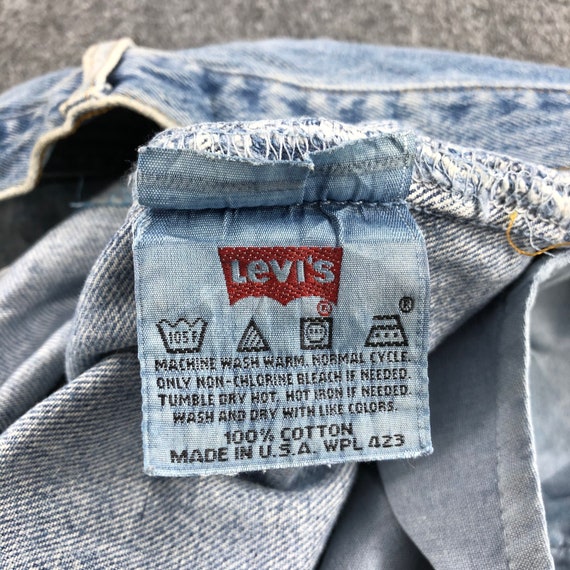 Levi's
®
®
105F
MACHINE WASH WARM, NORMAL CYCLE.
ONLY NON-CHLORINE BLEACH IF NEEDED.
TUMBLE DRY HOT. HOT IRON IF NEEDED.
WASH AND DRY WITH LIKE COLORS.
100% COTTON
MADE IN U.S.A. WPL 423